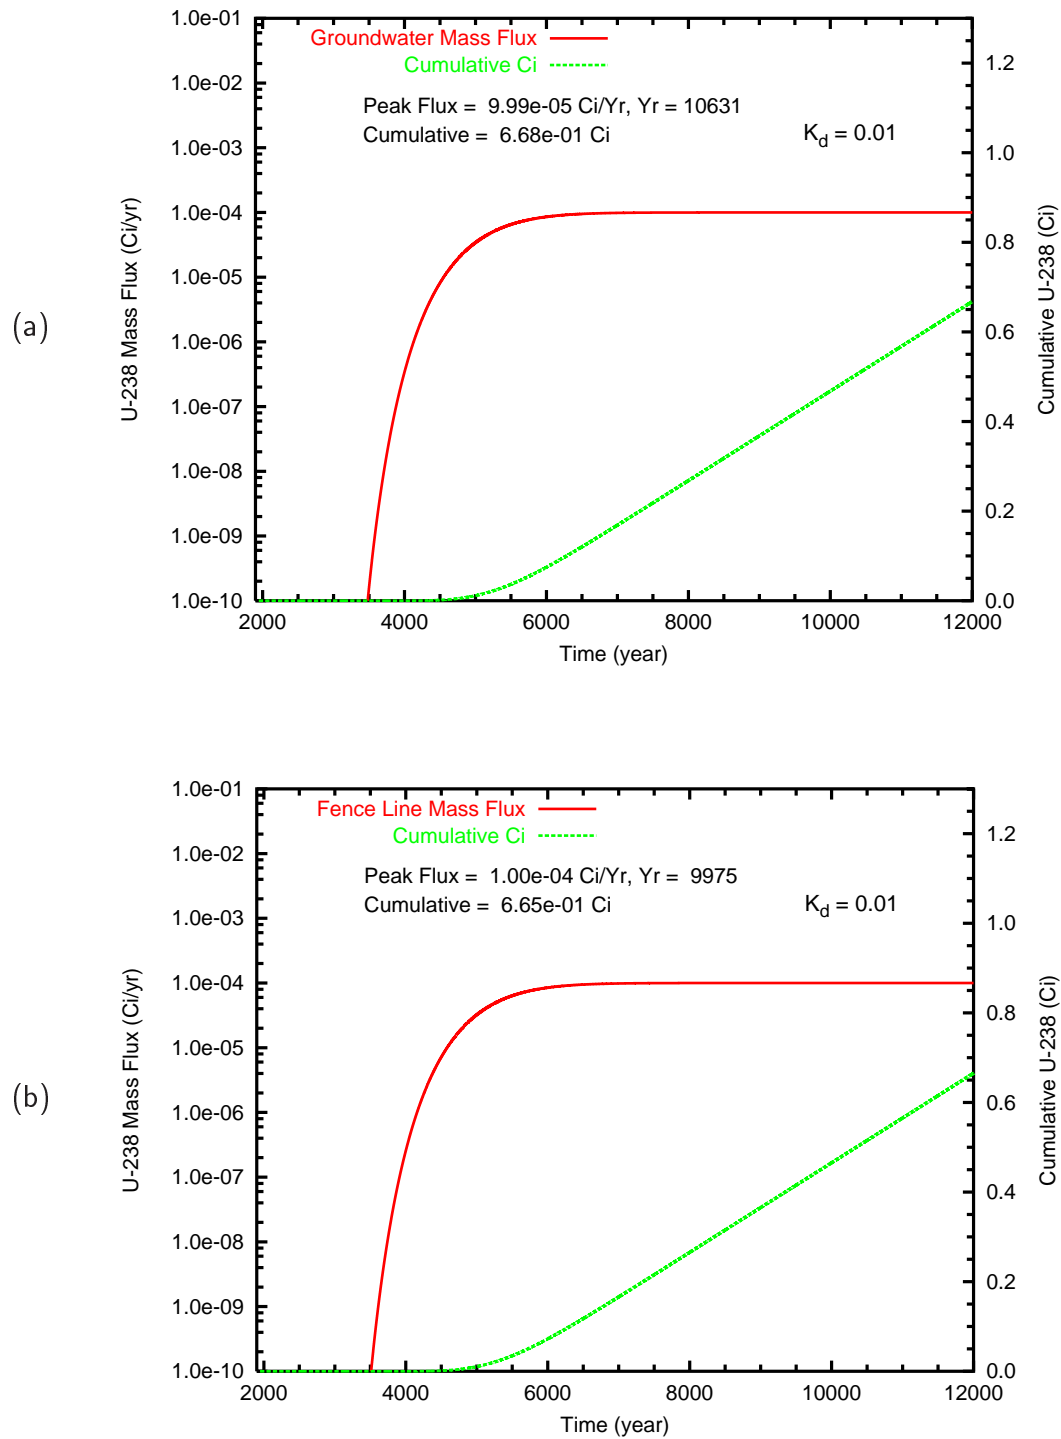 (a)
Groundwater Mass Flux
Cumulative Ci
Peak Flux = 9.99e-05 Ci/Yr, Yr = 10631
Cumulative = 6.68e-01 Ci
K_d = 0.01
U-238 Mass Flux (Ci/yr)
1.0e-01
1.0e-02
1.0e-03
1.0e-04
1.0e-05
1.0e-06
1.0e-07
1.0e-08
1.0e-09
1.0e-10
Cumulative U-238 (Ci)
1.2
1.0
0.8
0.6
0.4
0.2
0.0
2000 4000 6000 8000 10000 12000
Time (year)
(b)
Fence Line Mass Flux
Cumulative Ci
Peak Flux = 1.00e-04 Ci/Yr, Yr = 9975
Cumulative = 6.65e-01 Ci
K_d = 0.01
U-238 Mass Flux (Ci/yr)
1.0e-01
1.0e-02
1.0e-03
1.0e-04
1.0e-05
1.0e-06
1.0e-07
1.0e-08
1.0e-09
1.0e-10
Cumulative U-238 (Ci)
1.2
1.0
0.8
0.6
0.4
0.2
0.0
2000 4000 6000 8000 10000 12000
Time (year)